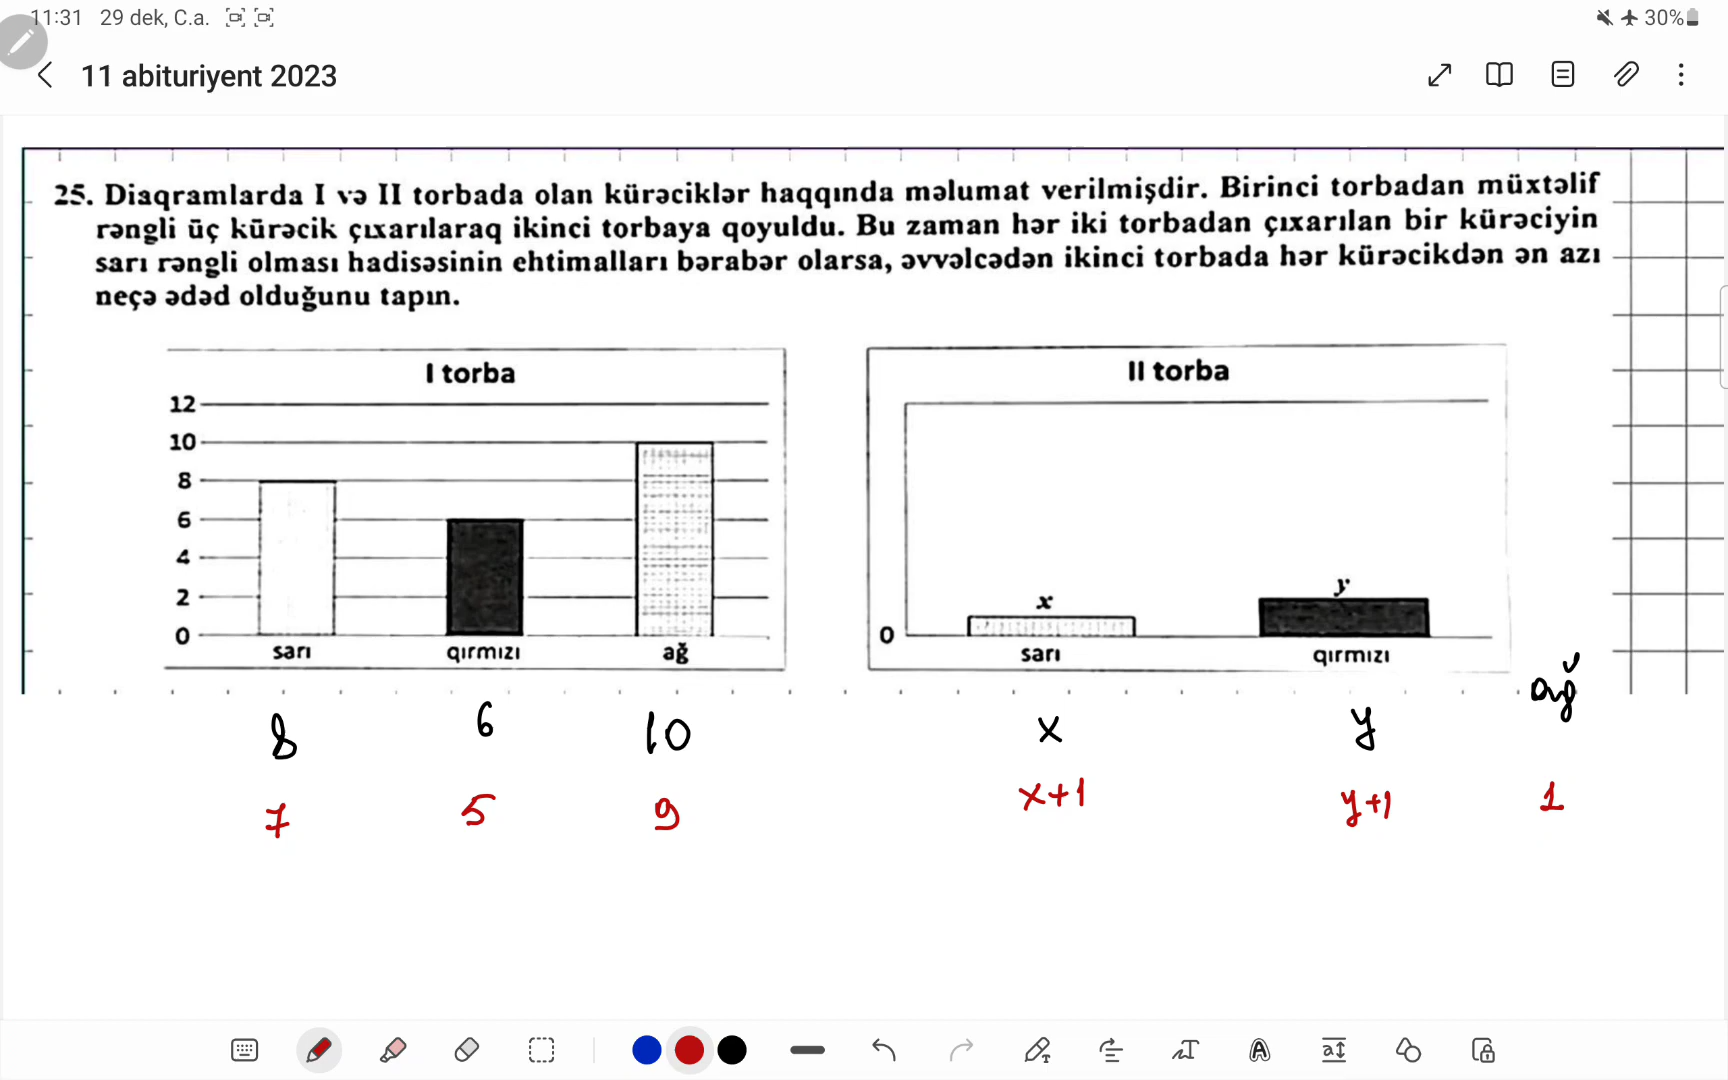 11:31 29 dek, C.a.
30%
11 abituriyent 2023
25. Diaqramlarda I və II torbada olan kürəciklər haqqında məlumat verilmişdir. Birinci torbadan müxtəlif
rəngli üç kürəcik çıxarılaraq ikinci torbaya qoyuldu. Bu zaman hər iki torbadan çıxarılan bir kürəciyin
sarı rəngli olması hadisəsinin ehtimalları bərabər olarsa, əvvəlcədən ikinci torbada hər kürəcikdən ən azı
neçə ədəd olduğunu tapın.
I torba
12
10
8
6
4
2
0
sarı qırmızı ağ
II torba
x y
0
sarı qırmızı
ağ
8 6 10 x y
7 5 9 x+1 y+1 1